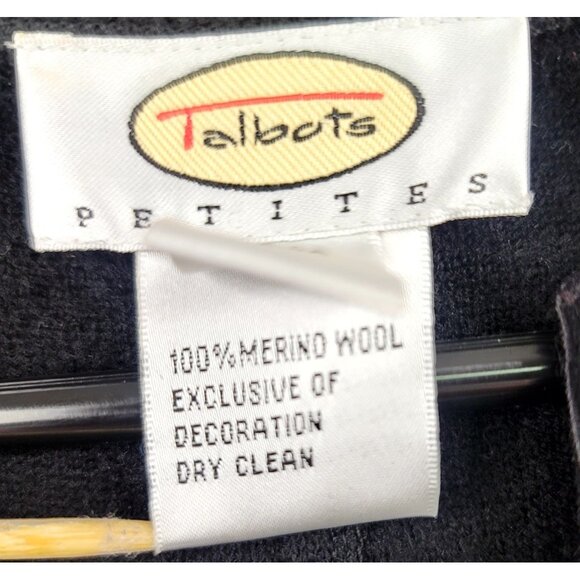 Talbots
PETITES
100% MERINO WOOL
EXCLUSIVE OF
DECORATION
DRY CLEAN